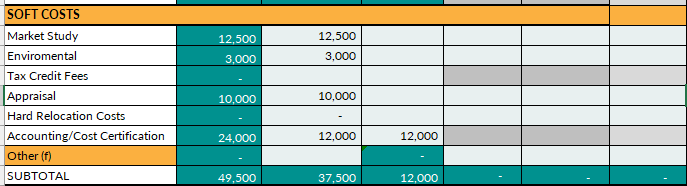 SOFT COSTS
Market Study 12,500 12,500
Enviromental 3,000 3,000
Tax Credit Fees -
Appraisal 10,000 10,000
Hard Relocation Costs - -
Accounting/Cost Certification 24,000 12,000 12,000
Other (f) - -
SUBTOTAL 49,500 37,500 12,000 - - -